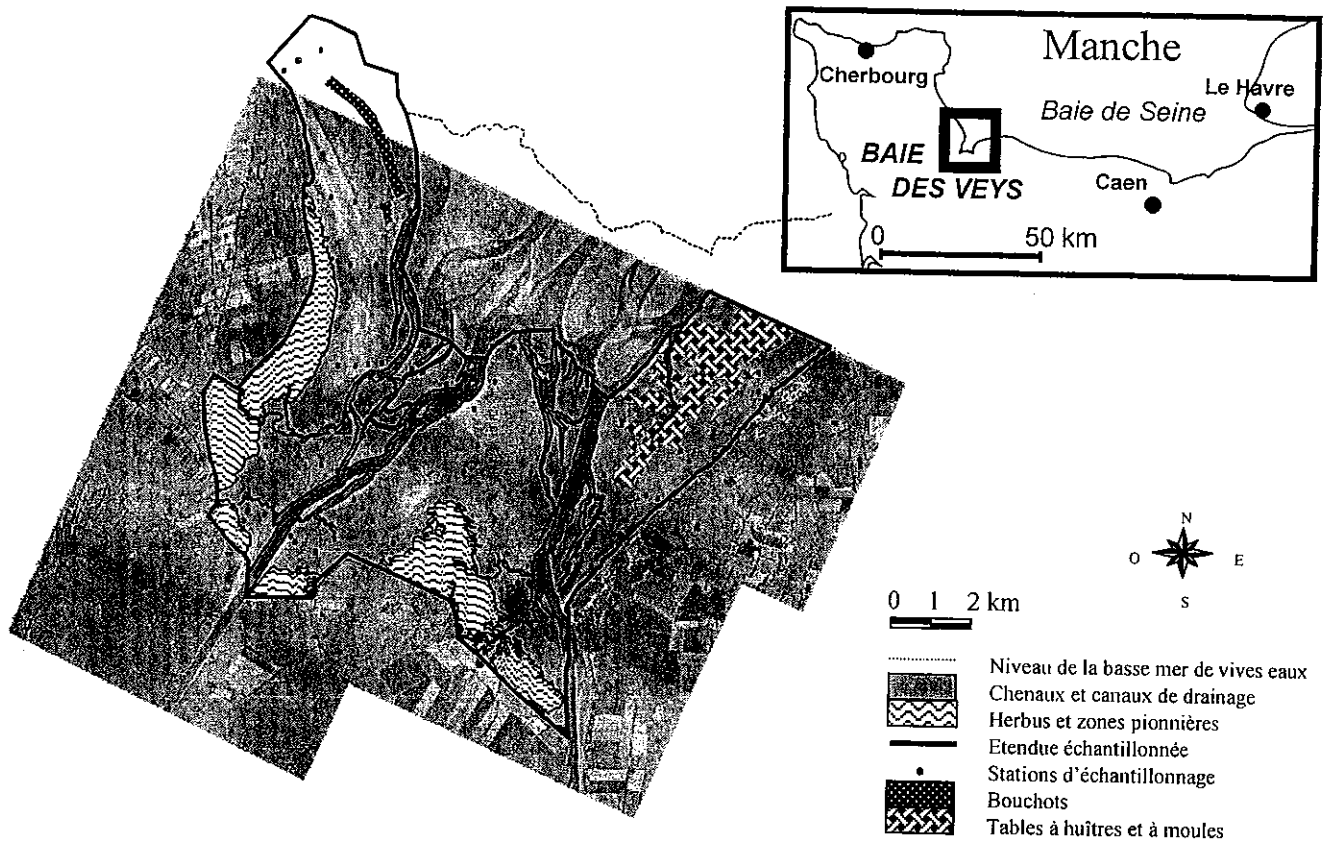 Manche
Cherbourg
Le Havre
Baie de Seine
BAIE
DES VEYS
Caen
0 50 km
N
O E
S
0 1 2 km
Niveau de la basse mer de vives eaux
Chenaux et canaux de drainage
Herbus et zones pionnières
Etendue échantillonnée
Stations d'échantillonnage
Bouchots
Tables à huîtres et à moules